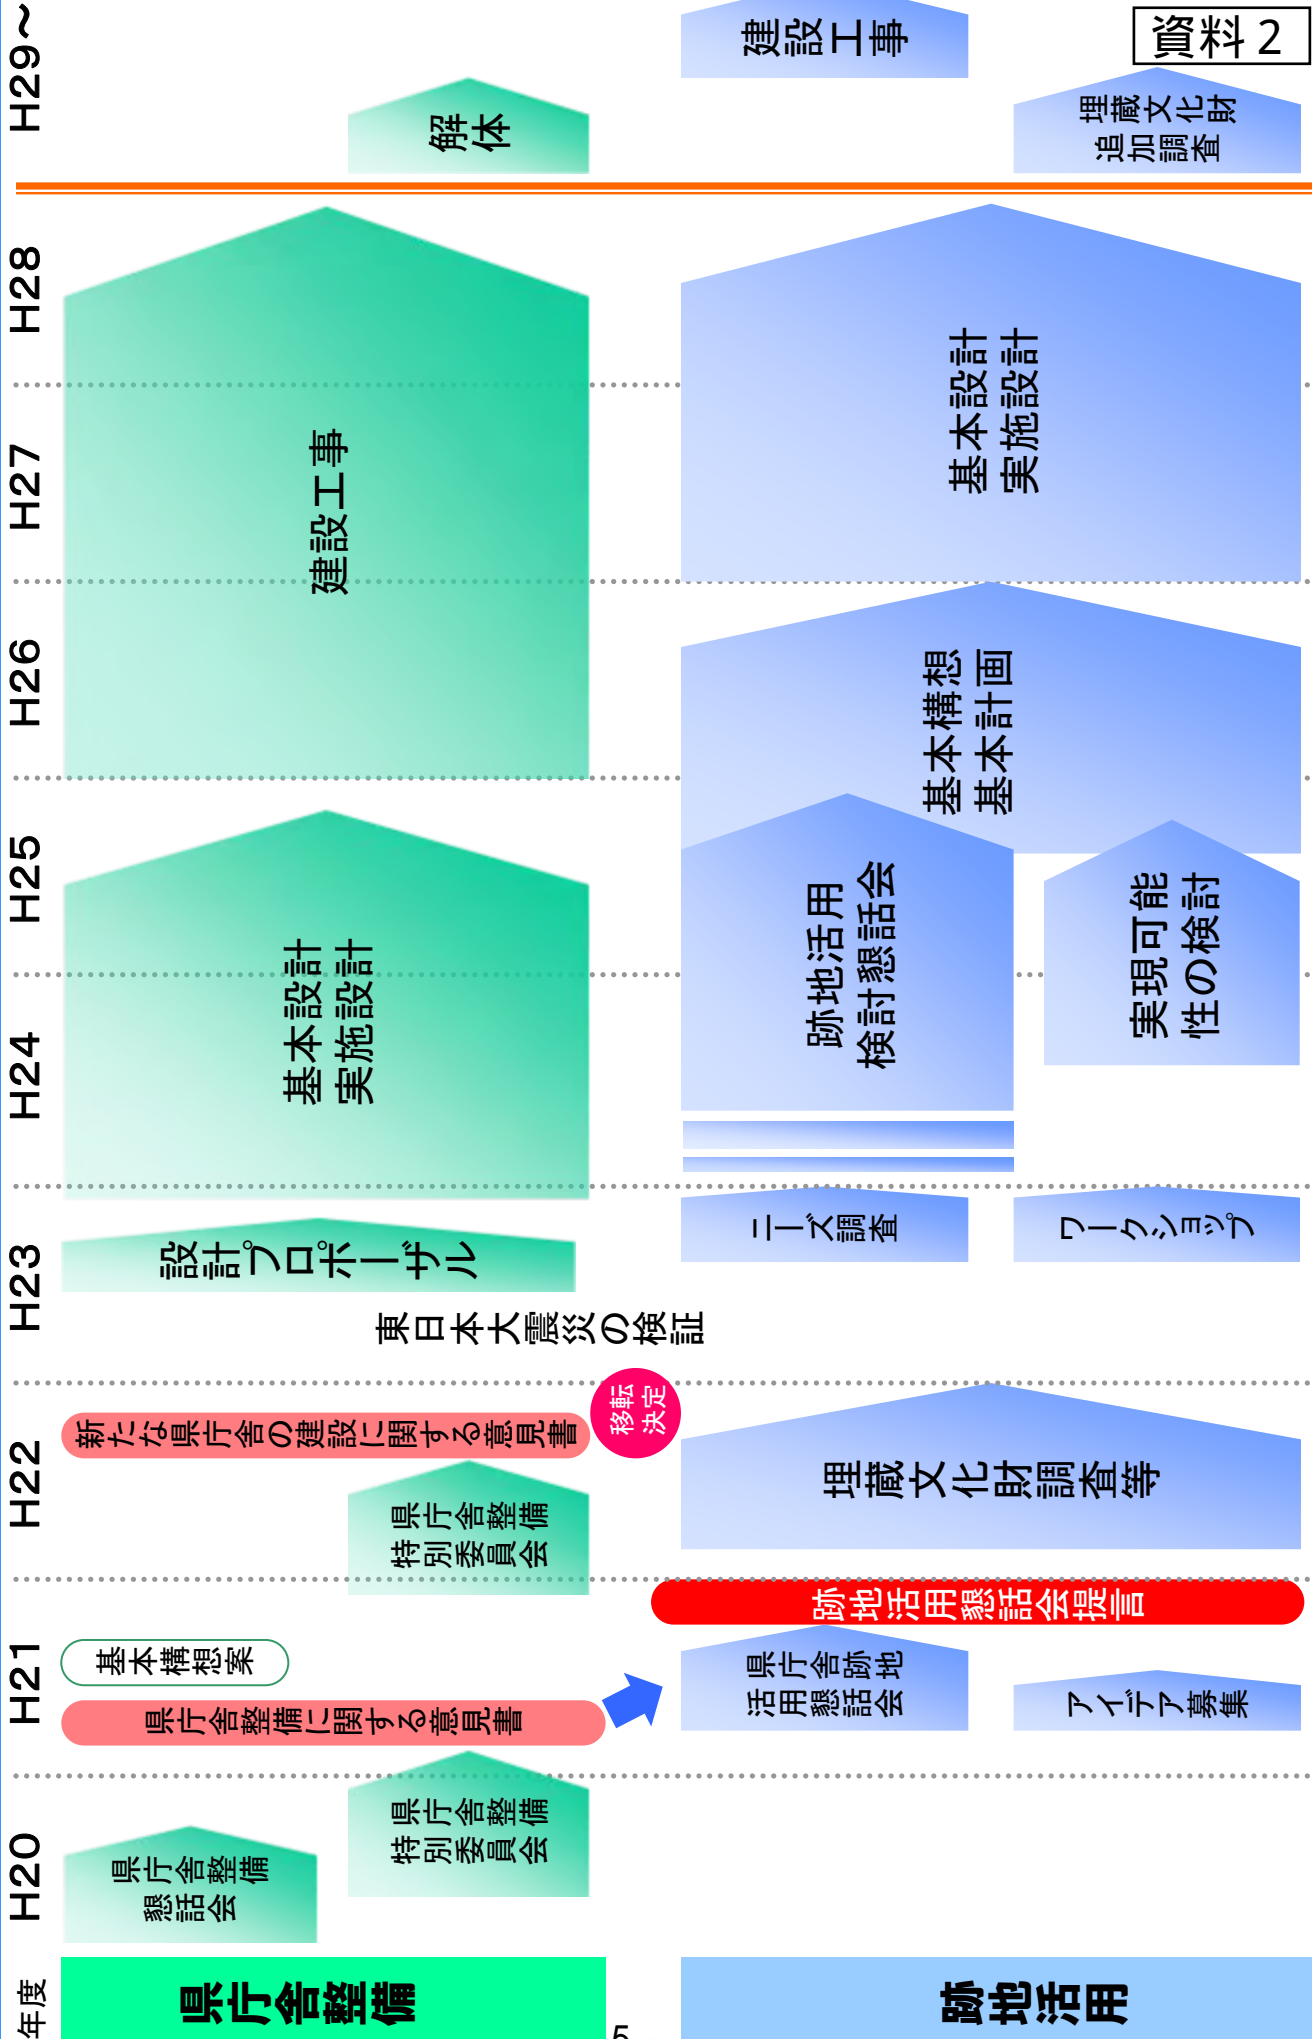 資料2
年度
H20
H21
H22
H23
H24
H25
H26
H27
H28
H29～
県庁舎整備
県庁舎整備
懇話会
県庁舎整備
特別委員会
県庁舎整備に関する意見書
基本構想案
県庁舎整備
特別委員会
新たな県庁舎の建設に関する意見書
移転
決定
東日本大震災の検証
設計プロポーザル
基本設計
実施設計
建設工事
解体
跡地活用
県庁舎跡地
活用懇話会
アイデア募集
跡地活用懇話会提言
埋蔵文化財調査等
ニーズ調査
ワークショップ
跡地活用
検討懇話会
実現可能
性の検討
基本構想
基本計画
基本設計
実施設計
建設工事
埋蔵文化財
追加調査
5